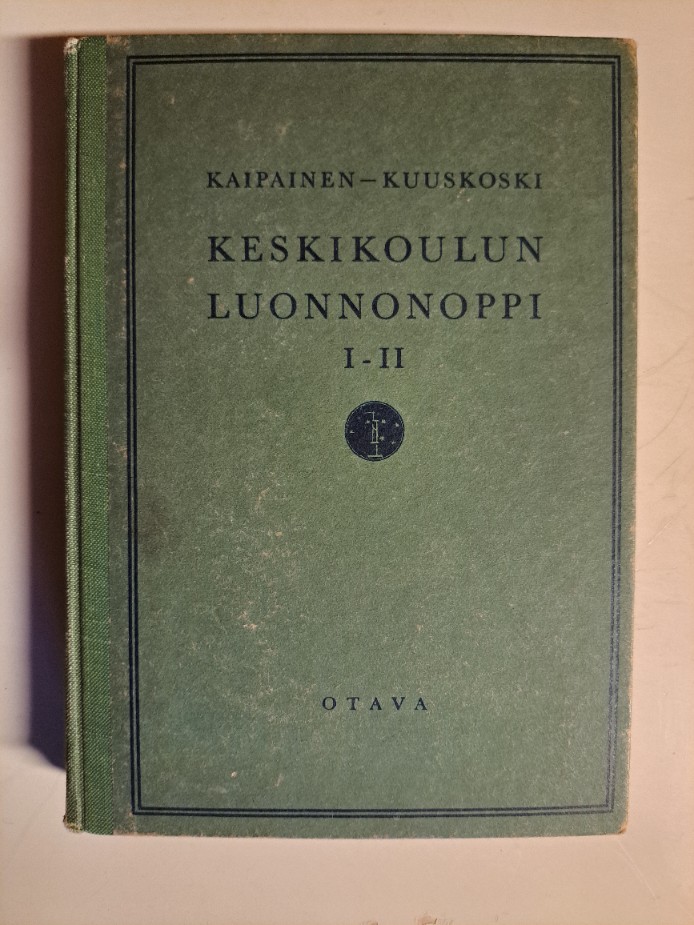 KAIPAINEN–KUUSKOSKI
KESKIKOULUN
LUONNONOPPI
I-II
OTAVA